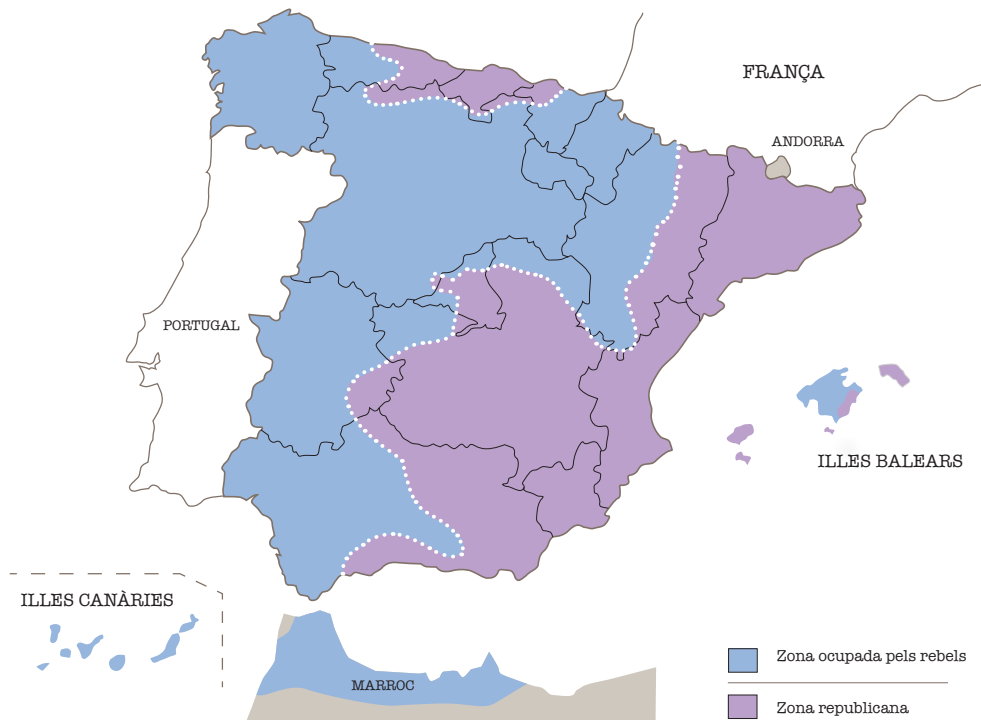 FRANÇA
ANDORRA
PORTUGAL
ILLES BALEARS
ILLES CANÀRIES
MARROC
Zona ocupada pels rebels
Zona republicana